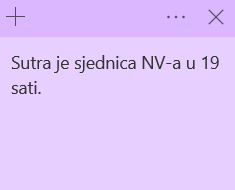 Sutra je sjednica NV-a u 19
sati.